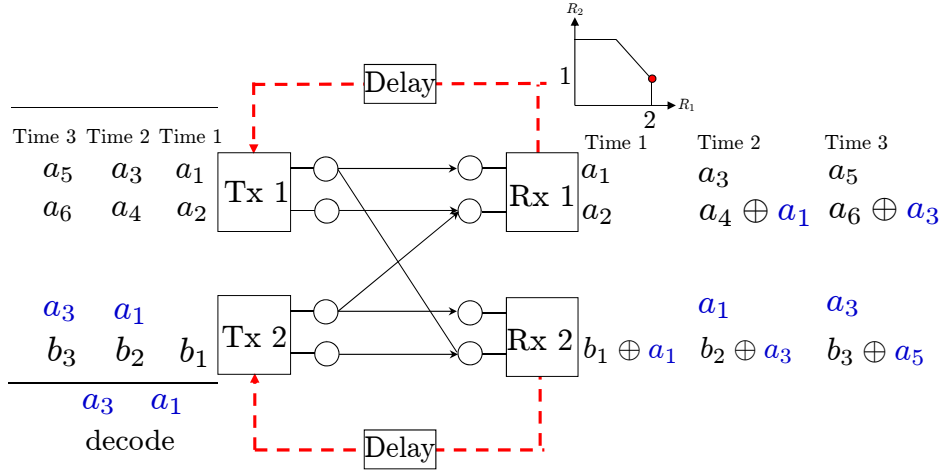 R₂
Delay
1
2
R₁
Time 3 Time 2 Time 1
Time 1 Time 2 Time 3
a₅ a₃ a₁
Tx 1
Rx 1
a₁ a₃ a₅
a₆ a₄ a₂
a₂ a₄ ⊕ a₁ a₆ ⊕ a₃
a₃ a₁
a₁ a₃
Tx 2
Rx 2
b₃ b₂ b₁
b₁ ⊕ a₁ b₂ ⊕ a₃ b₃ ⊕ a₅
a₃ a₁
decode
Delay